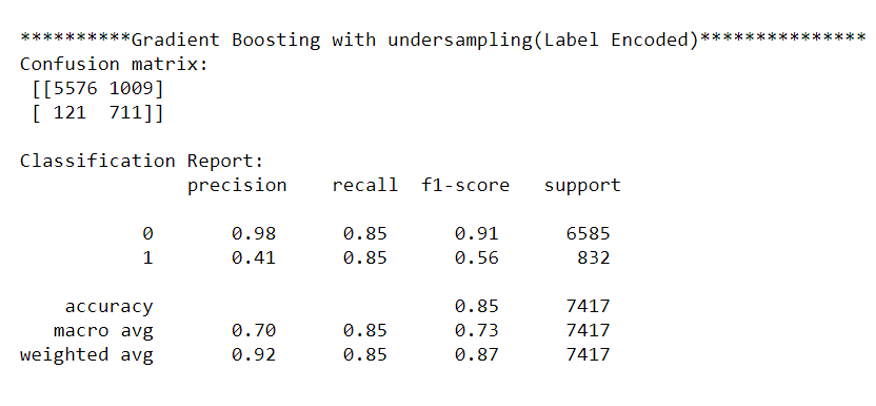 **********Gradient Boosting with undersampling(Label Encoded)***************
Confusion matrix:
[[5576 1009]
[ 121  711]]
Classification Report:
precision    recall  f1-score   support
0       0.98      0.85      0.91      6585
1       0.41      0.85      0.56       832
accuracy                           0.85      7417
macro avg       0.70      0.85      0.73      7417
weighted avg       0.92      0.85      0.87      7417